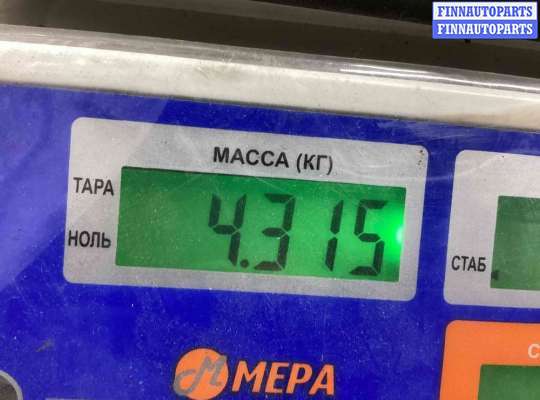 FINNAUTOPARTS
FINNAUTOPARTS
МАССА (КГ)
ТАРА
4.315
НОЛЬ
СТАБ
С
М МЕРА